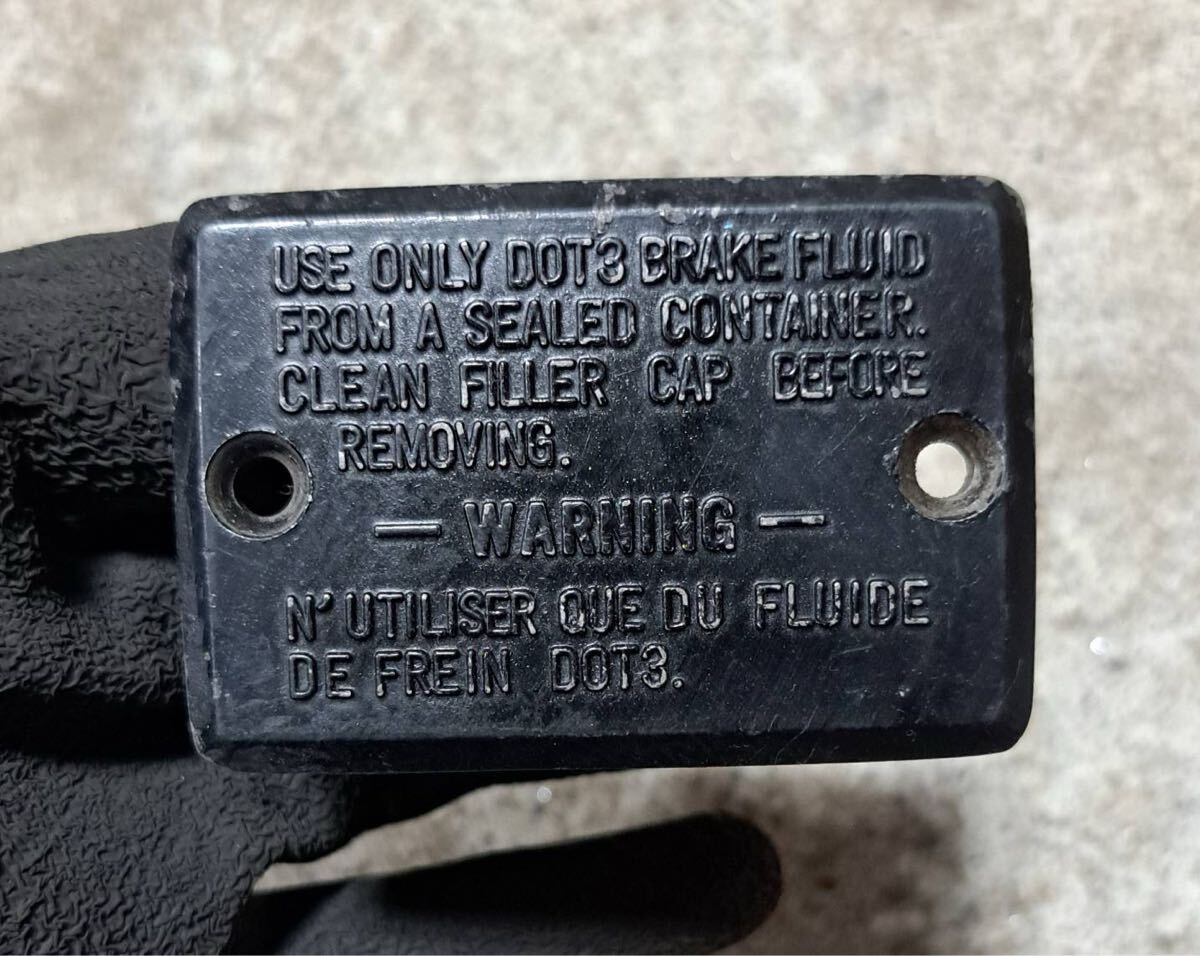 USE ONLY DOT3 BRAKE FLUID
FROM A SEALED CONTAINER.
CLEAN FILLER CAP BEFORE
REMOVING.
— WARNING —
N'UTILISER QUE DU FLUIDE
DE FREIN DOT3.